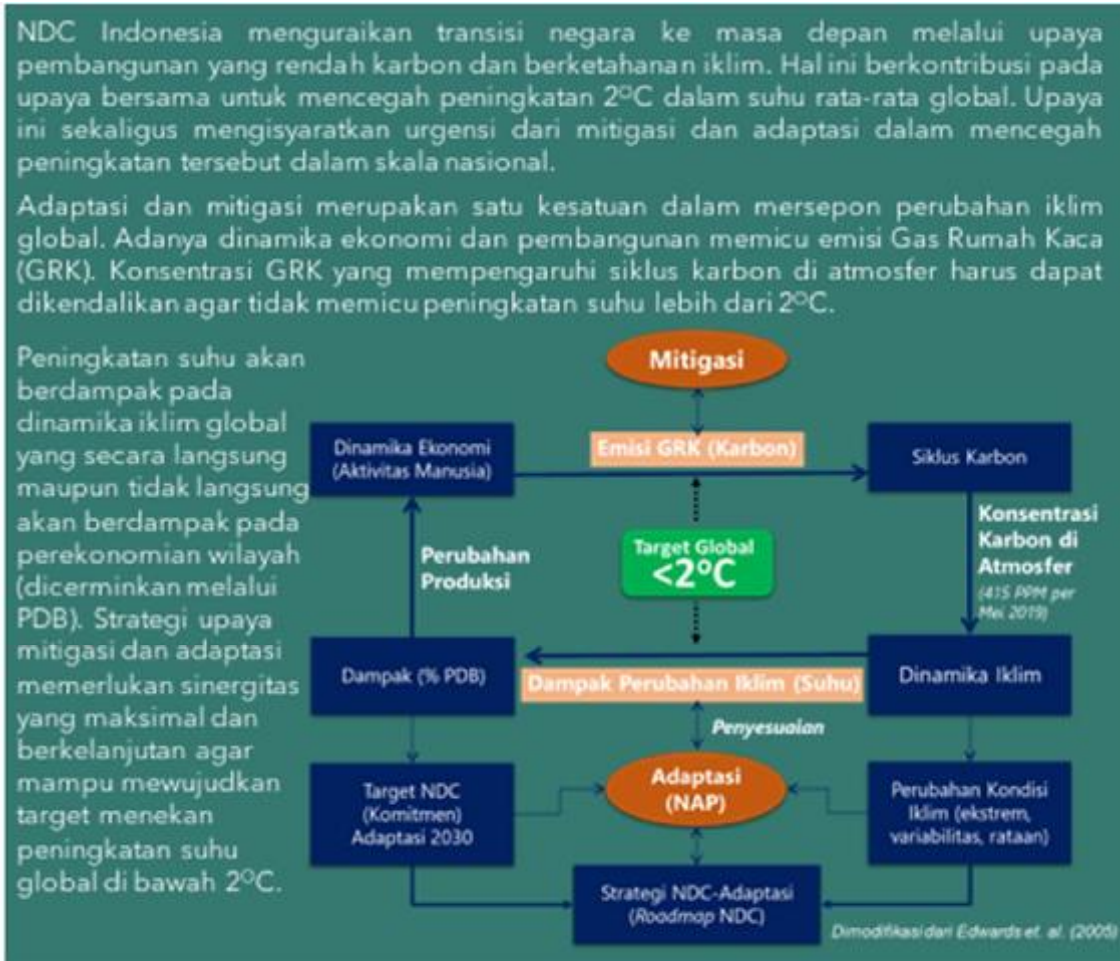 NDC Indonesia menguraikan transisi negara ke masa depan melalui upaya
pembangunan yang rendah karbon dan berketahanan iklim. Hal ini berkontribusi pada
upaya bersama untuk mencegah peningkatan 2°C dalam suhu rata-rata global. Upaya
ini sekaligus mengisyaratkan urgensi dari mitigasi dan adaptasi dalam mencegah
peningkatan tersebut dalam skala nasional.
Adaptasi dan mitigasi merupakan satu kesatuan dalam mersepon perubahan iklim
global. Adanya dinamika ekonomi dan pembangunan memicu emisi Gas Rumah Kaca
(GRK). Konsentrasi GRK yang mempengaruhi siklus karbon di atmosfer harus dapat
dikendalikan agar tidak memicu peningkatan suhu lebih dari 2°C.
Peningkatan suhu akan
berdampak pada
dinamika iklim global
yang secara langsung
maupun tidak langsung
akan berdampak pada
perekonomian wilayah
(dicerminkan melalui
PDB). Strategi upaya
mitigasi dan adaptasi
memerlukan sinergitas
yang maksimal dan
berkelanjutan agar
mampu mewujudkan
target menekan
peningkatan suhu
global di bawah 2°C.
Mitigasi
Dinamika Ekonomi
(Aktivitas Manusia)
Emisi GRK (Karbon)
Siklus Karbon
Perubahan
Produksi
Target Global
<2°C
Konsentrasi
Karbon di
Atmosfer
(415 PPM per
Mei 2019)
Dampak (% PDB)
Dampak Perubahan Iklim (Suhu)
Dinamika Iklim
Penyesuaian
Target NDC
(Komitmen)
Adaptasi 2030
Adaptasi
(NAP)
Perubahan Kondisi
Iklim (ekstrem,
variabilitas, rataan)
Strategi NDC-Adaptasi
(Roadmap NDC)
Dimodifikasi dari Edwards et. al. (2005)